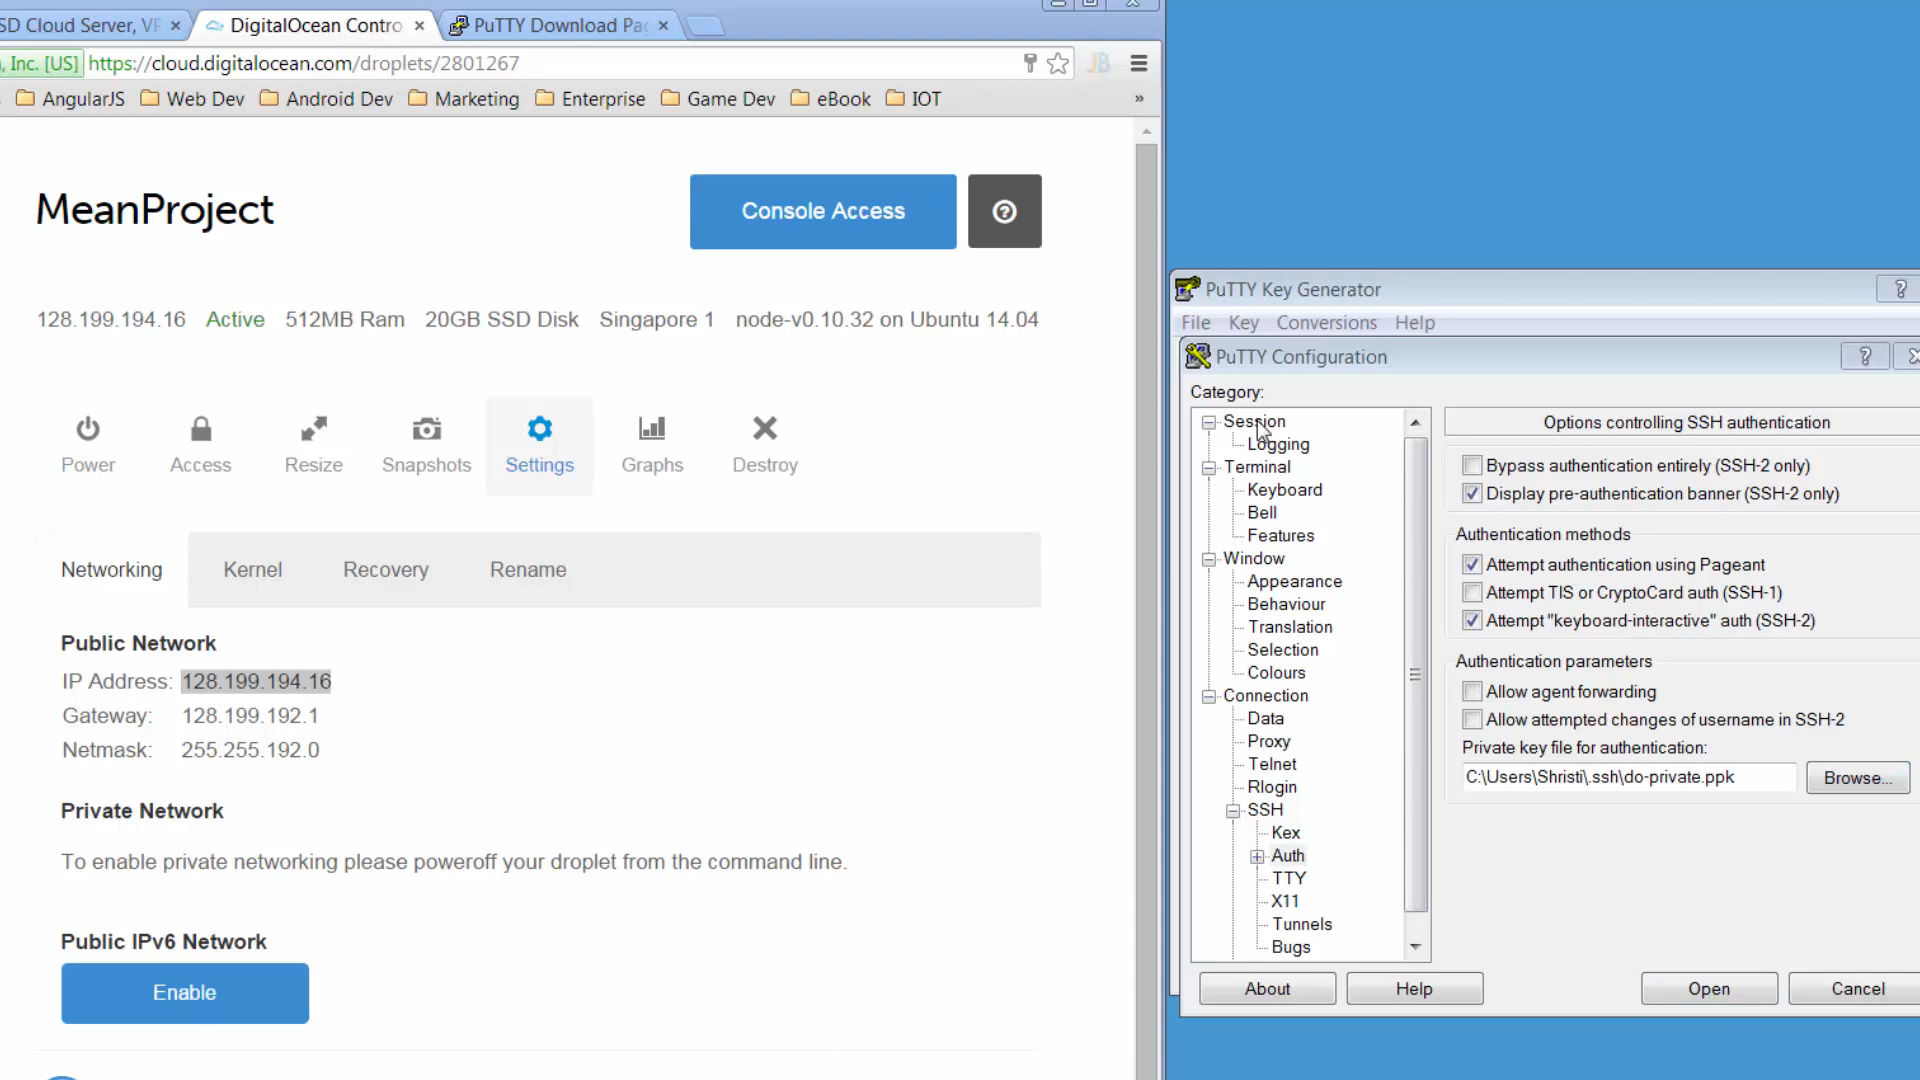 SD Cloud Server, VP
DigitalOcean Contro
PuTTY Download Pag
, Inc. [US]
https://cloud.digitalocean.com/droplets/2801267
JB
AngularJS
Web Dev
Android Dev
Marketing
Enterprise
Game Dev
eBook
IOT
»
MeanProject
Console Access
?
128.199.194.16 Active 512MB Ram 20GB SSD Disk Singapore 1 node-v0.10.32 on Ubuntu 14.04
Power
Access
Resize
Snapshots
Settings
Graphs
Destroy
Networking
Kernel
Recovery
Rename
Public Network
IP Address: 128.199.194.16
Gateway: 128.199.192.1
Netmask: 255.255.192.0
Private Network
To enable private networking please poweroff your droplet from the command line.
Public IPv6 Network
Enable
PuTTY Key Generator
?
File Key Conversions Help
PuTTY Configuration
?
Category:
Session
Logging
Terminal
Keyboard
Bell
Features
Window
Appearance
Behaviour
Translation
Selection
Colours
Connection
Data
Proxy
Telnet
Rlogin
SSH
Kex
Auth
TTY
X11
Tunnels
Bugs
Options controlling SSH authentication
Bypass authentication entirely (SSH-2 only)
Display pre-authentication banner (SSH-2 only)
Authentication methods
Attempt authentication using Pageant
Attempt TIS or CryptoCard auth (SSH-1)
Attempt "keyboard-interactive" auth (SSH-2)
Authentication parameters
Allow agent forwarding
Allow attempted changes of username in SSH-2
Private key file for authentication:
C:\Users\Shristi\.ssh\do-private.ppk
Browse...
About
Help
Open
Cancel